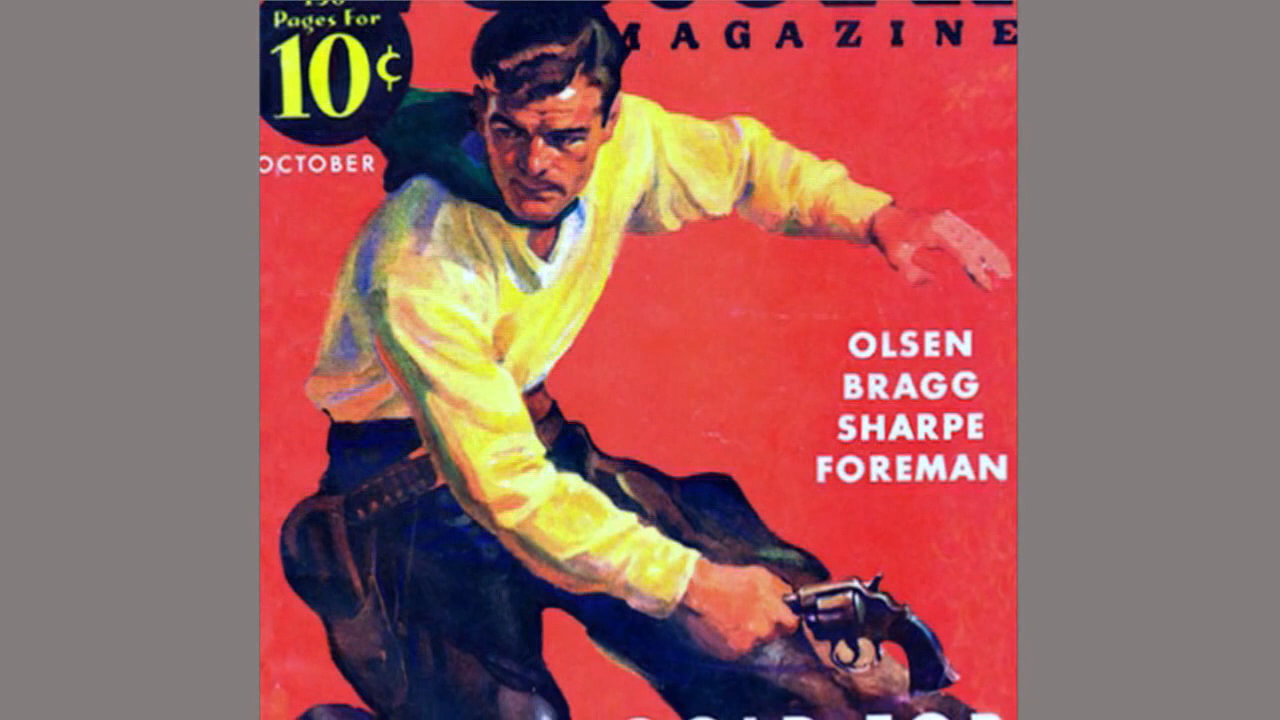 Pages For
10¢
MAGAZINE
OCTOBER
OLSEN
BRAGG
SHARPE
FOREMAN